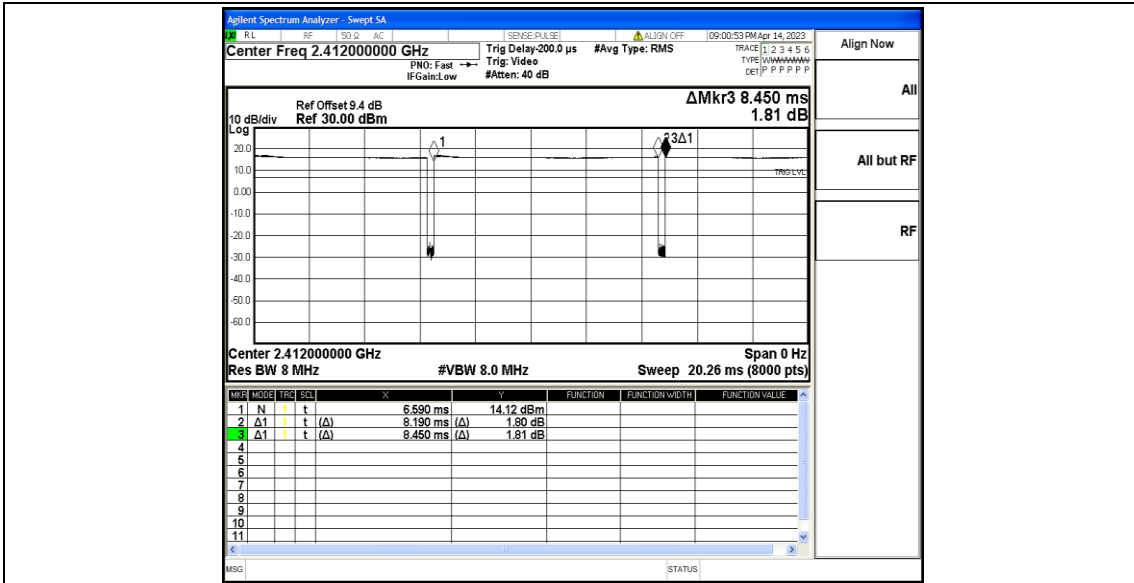 Agilent Spectrum Analyzer - Swept SA
LXI RL RF 50 Ω AC SENSE:PULSE ALIGN OFF 09:00:53 PM Apr 14, 2023
Center Freq 2.412000000 GHz Trig Delay-200.0 µs #Avg Type: RMS TRACE 1 2 3 4 5 6
PNO: Fast Trig: Video TYPE
IFGain:Low #Atten: 40 dB DET P P P P P P
Align Now
All
All but RF
RF
ΔMkr3 8.450 ms
Ref Offset 9.4 dB
10 dB/div Ref 30.00 dBm 1.81 dB
Log
1
2 3Δ1
20.0
10.0
TRIG LVL
0.00
-10.0
-20.0
-30.0
-40.0
-50.0
-60.0
Center 2.412000000 GHz Span 0 Hz
Res BW 8 MHz #VBW 8.0 MHz Sweep 20.26 ms (8000 pts)
MKR MODE TRC SCL X Y FUNCTION FUNCTION WIDTH FUNCTION VALUE
1 N 1 t 6.590 ms 14.12 dBm
2 Δ1 1 t (Δ) 8.190 ms (Δ) 1.80 dB
3 Δ1 1 t (Δ) 8.450 ms (Δ) 1.81 dB
4
5
6
7
8
9
10
11
MSG STATUS